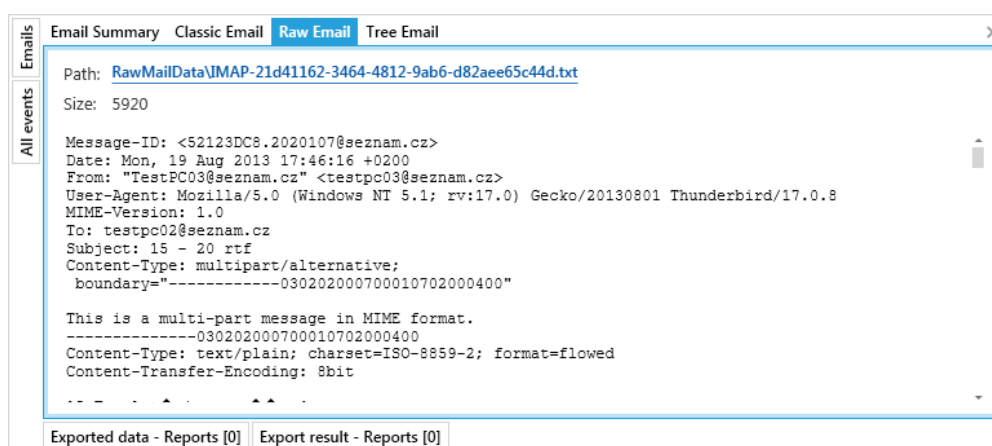 Emails
All events
Email Summary Classic Email Raw Email Tree Email
Path: RawMailData\IMAP-21d41162-3464-4812-9ab6-d82aee65c44d.txt
Size: 5920
Message-ID: <52123DC8.2020107@seznam.cz>
Date: Mon, 19 Aug 2013 17:46:16 +0200
From: "TestPC03@seznam.cz" <testpc03@seznam.cz>
User-Agent: Mozilla/5.0 (Windows NT 5.1; rv:17.0) Gecko/20130801 Thunderbird/17.0.8
MIME-Version: 1.0
To: testpc02@seznam.cz
Subject: 15 - 20 rtf
Content-Type: multipart/alternative;
boundary="------------030202000700010702000400"
This is a multi-part message in MIME format.
--------------030202000700010702000400
Content-Type: text/plain; charset=ISO-8859-2; format=flowed
Content-Transfer-Encoding: 8bit
Exported data - Reports [0] Export result - Reports [0]